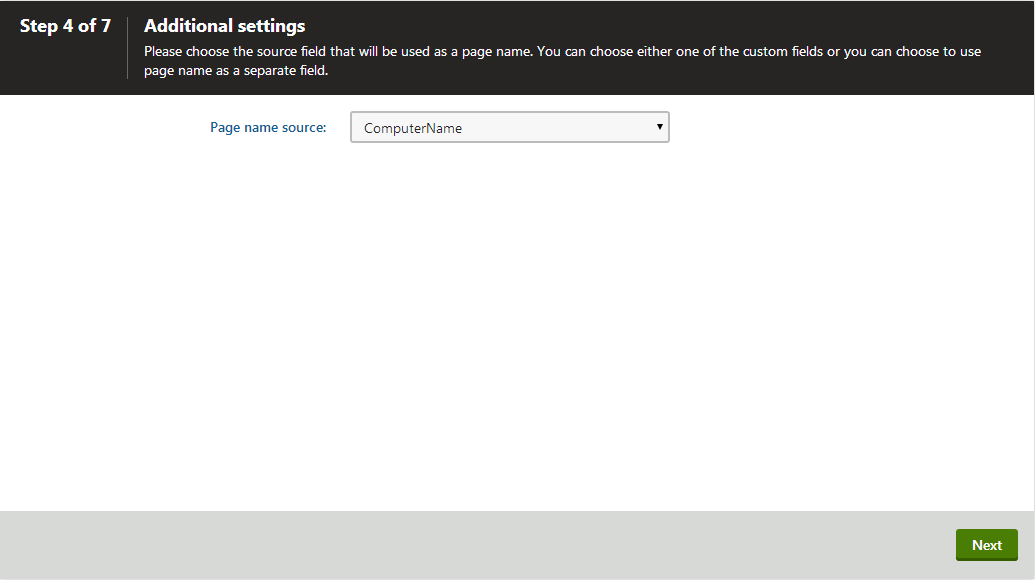 Step 4 of 7
Additional settings
Please choose the source field that will be used as a page name. You can choose either one of the custom fields or you can choose to use
page name as a separate field.
Page name source:
ComputerName
Next